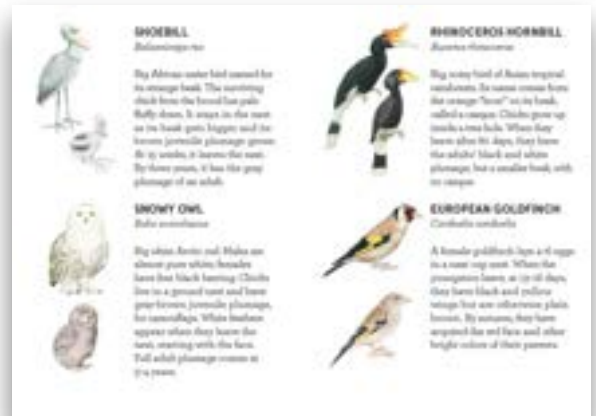 SHOEBILL
Balaeniceps rex
Big African water bird named for
its strange beak. The surviving
chick from the brood has pale
fluffy down. It stays in the nest
as its beak gets bigger and its
brown juvenile plumage grows.
At 15 weeks, it leaves the nest.
By three years, it has the gray
plumage of an adult.
SNOWY OWL
Bubo scandiacus
Big white Arctic owl. Males are
almost pure white; females
have fine black barring. Chicks
live in a ground nest and have
gray-brown juvenile plumage,
for camouflage. White feathers
appear when they leave the
nest, starting with the face.
Full adult plumage comes at
years.
RHINOCEROS HORNBILL
Buceros rhinoceros
Big noisy bird of Asian tropical
rainforests. Its name comes from
the orange "horn" on its beak,
called a casque. Chicks grow up
inside a tree hole. When they
leave after days, they have
the adults' black and white
plumage, but a smaller beak with
no casque.
EUROPEAN GOLDFINCH
Carduelis carduelis
A female goldfinch lays eggs
in a neat cup nest. When the
youngsters leave, at days,
they have black and yellow
wings but are otherwise plain
brown. By autumn, they have
acquired the red face and other
bright colors of their parents.